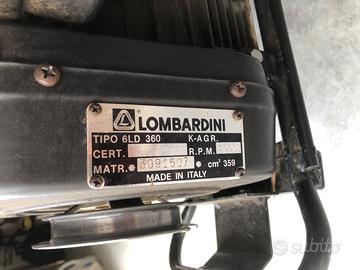 LOMBARDINI
TIPO 6LD 360 K-AGR.
CERT. R.P.M.
MATR.*3091607* cm³ 359
MADE IN ITALY
subito